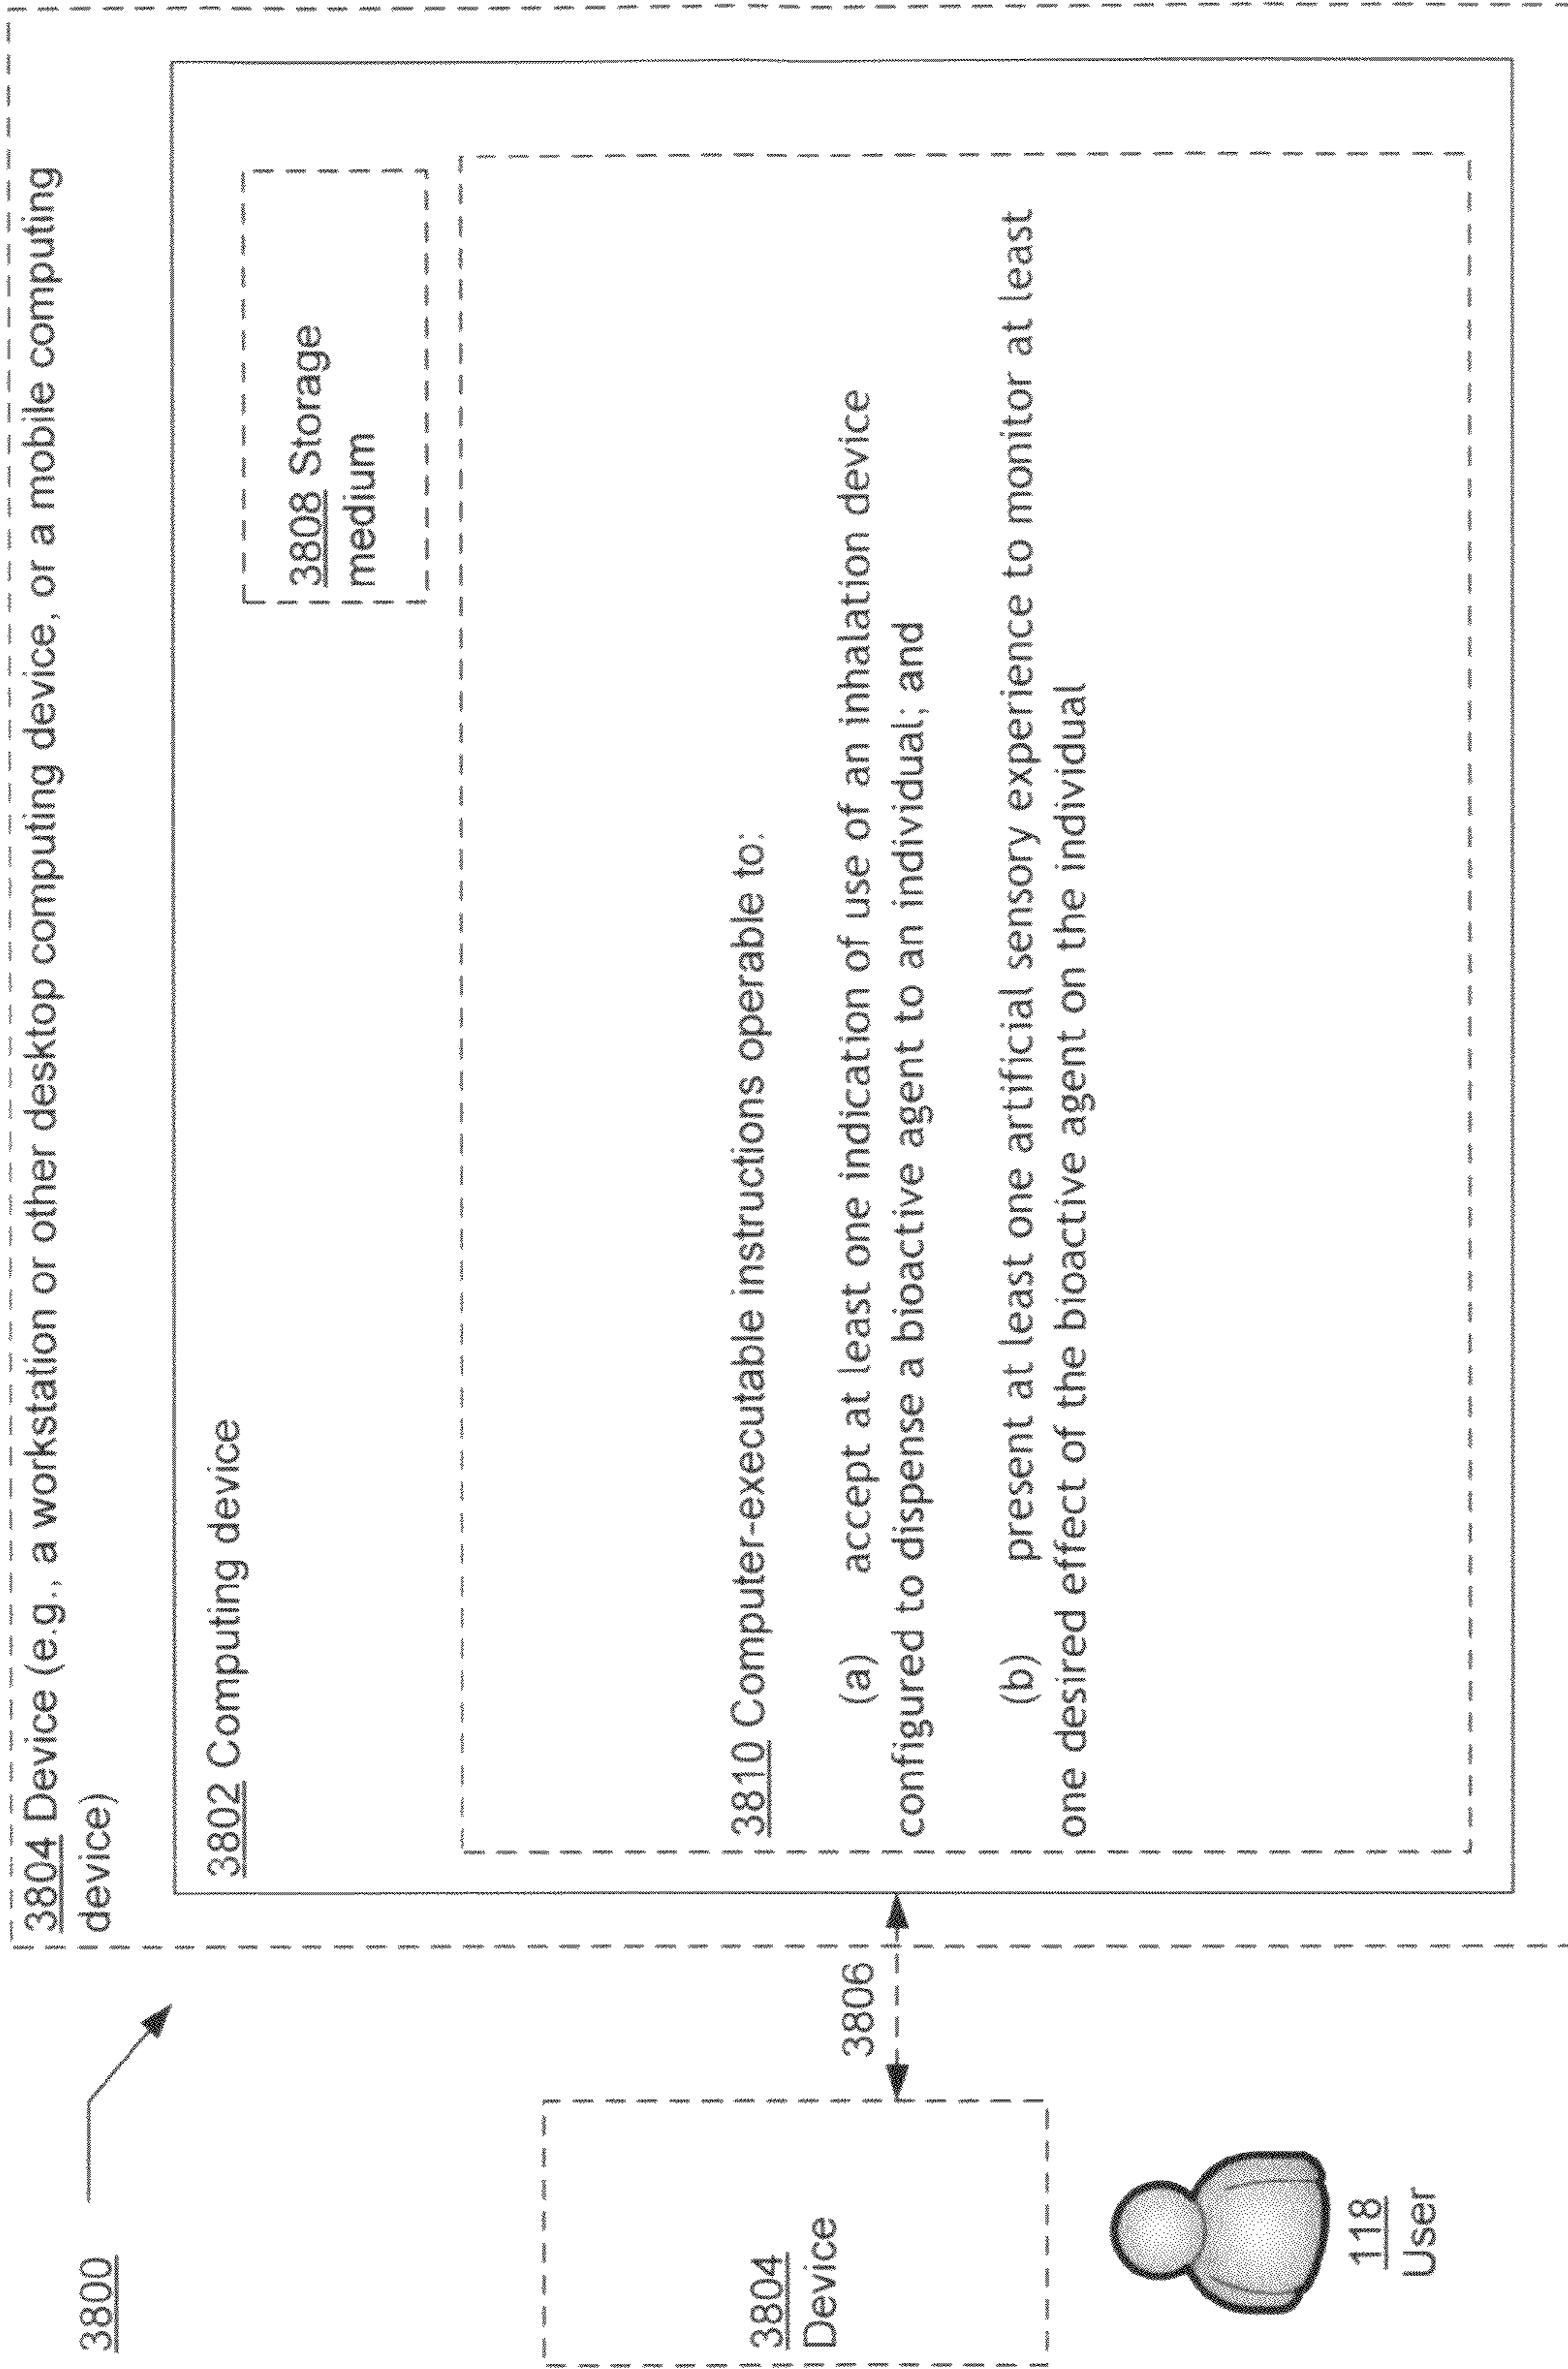 3800
3804 Device (e.g., a workstation or other desktop computing device, or a mobile computing
device)
3802 Computing device
3808 Storage
medium
3810 Computer-executable instructions operable to:
(a) accept at least one indication of use of an inhalation device
configured to dispense a bioactive agent to an individual; and
(b) present at least one artificial sensory experience to monitor at least
one desired effect of the bioactive agent on the individual
3806
3804
Device
118
User